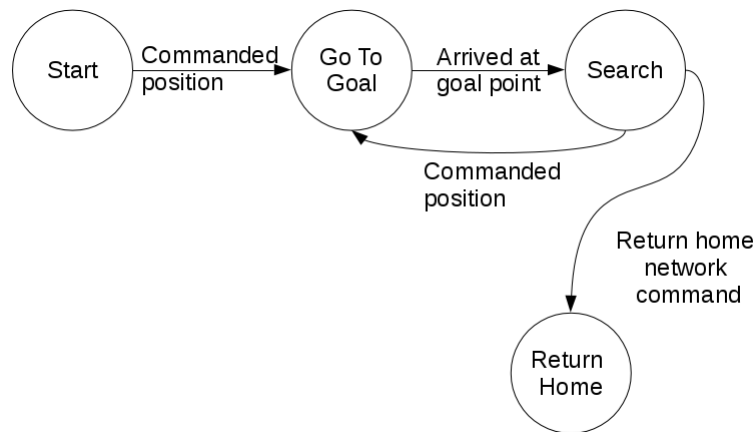 Start
Commanded
position
Go To
Goal
Arrived at
goal point
Search
Commanded
position
Return home
network
command
Return
Home